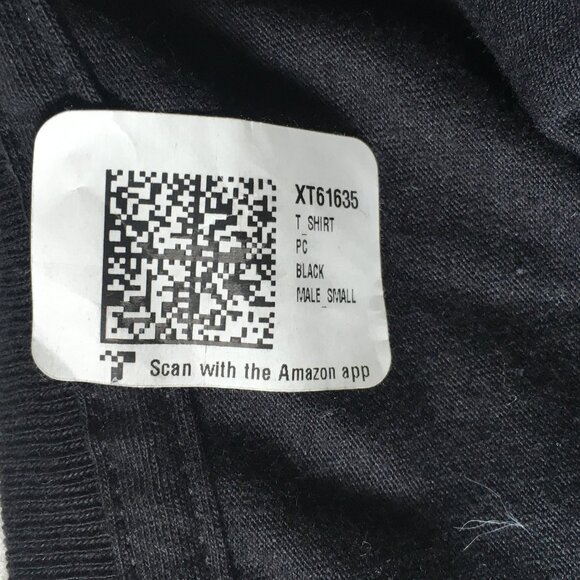 XT61635
T_SHIRT
PC
BLACK
MALE_SMALL
Scan with the Amazon app